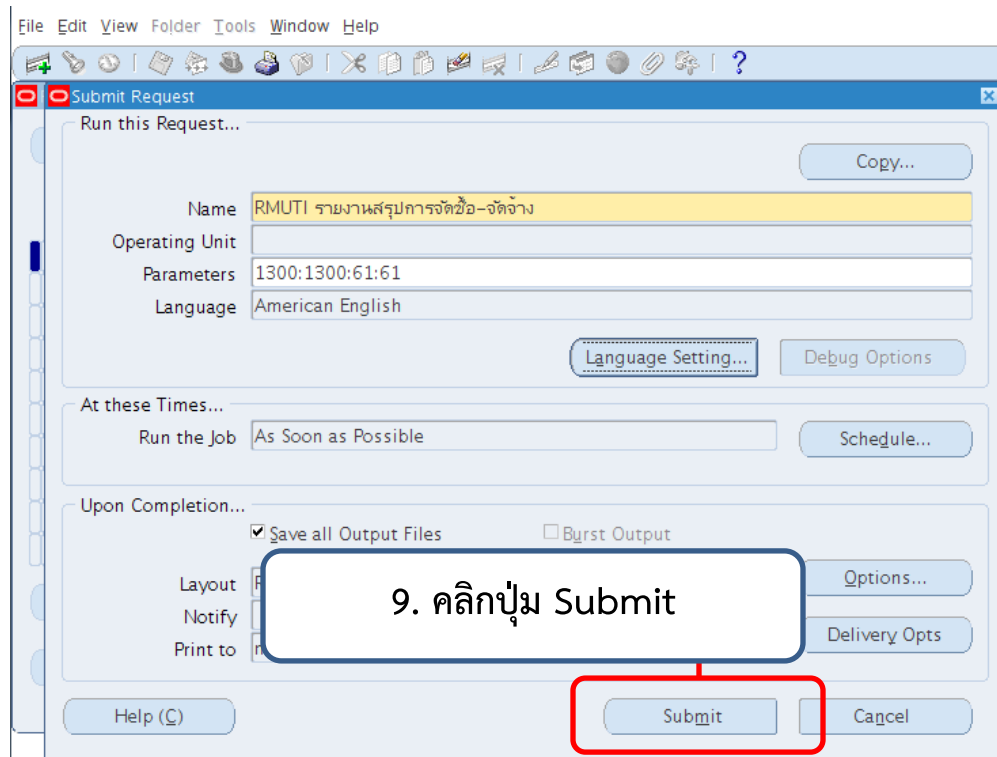 File Edit View Folder Tools Window Help
?
Submit Request
Run this Request...
Copy...
Name RMUTI รายงานสรุปการจัดซื้อ-จัดจ้าง
Operating Unit
Parameters 1300:1300:61:61
Language American English
Language Setting... Debug Options
At these Times...
Run the Job As Soon as Possible Schedule...
Upon Completion...
Save all Output Files Burst Output
Layout Options...
9. คลิกปุ่ม Submit
Notify
Delivery Opts
Print to
Help (C) Submit Cancel